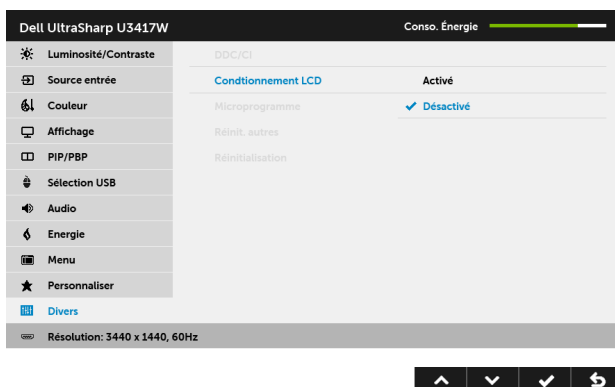 Dell UltraSharp U3417W
Conso. Énergie
Luminosité/Contraste
DDC/CI
Source entrée
Condtionnement LCD
Activé
Couleur
Microprogramme
Désactivé
Affichage
Réinit. autres
PIP/PBP
Réinitialisation
Sélection USB
Audio
Energie
Menu
Personnaliser
Divers
Résolution: 3440 x 1440, 60Hz